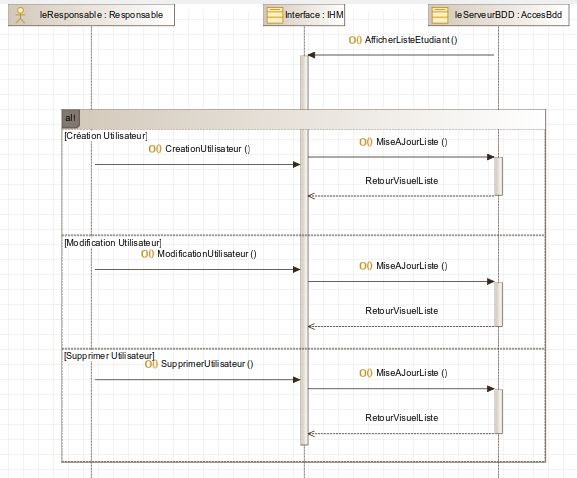 leResponsable : Responsable
Interface : IHM
leServeurBDD : AccesBdd
O() AfficherListeEtudiant ()
alt
[Création Utilisateur]
O() CreationUtilisateur ()
O() MiseAJourListe ()
RetourVisuelListe
[Modification Utilisateur]
O() ModificationUtilisateur ()
O() MiseAJourListe ()
RetourVisuelListe
[Supprimer Utilisateur]
O() SupprimerUtilisateur ()
O() MiseAJourListe ()
RetourVisuelListe